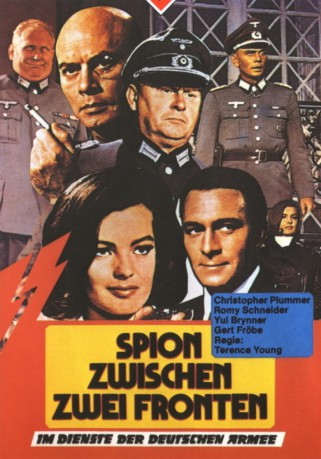 Christopher Plummer
Romy Schneider
Yul Brynner
Gert Fröbe
Regie:
Terence Young
SPION
ZWISCHEN
ZWEI FRONTEN
IM DIENSTE DER DEUTSCHEN ARMEE